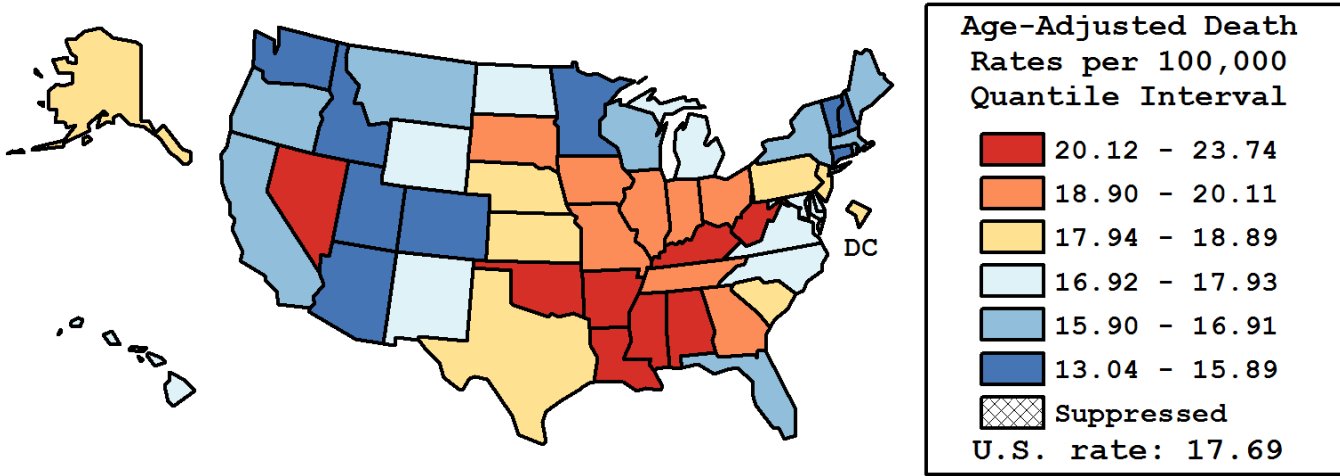 Age-Adjusted Death
Rates per 100,000
Quantile Interval
20.12 - 23.74
18.90 - 20.11
17.94 - 18.89
16.92 - 17.93
15.90 - 16.91
13.04 - 15.89
Suppressed
U.S. rate: 17.69
DC